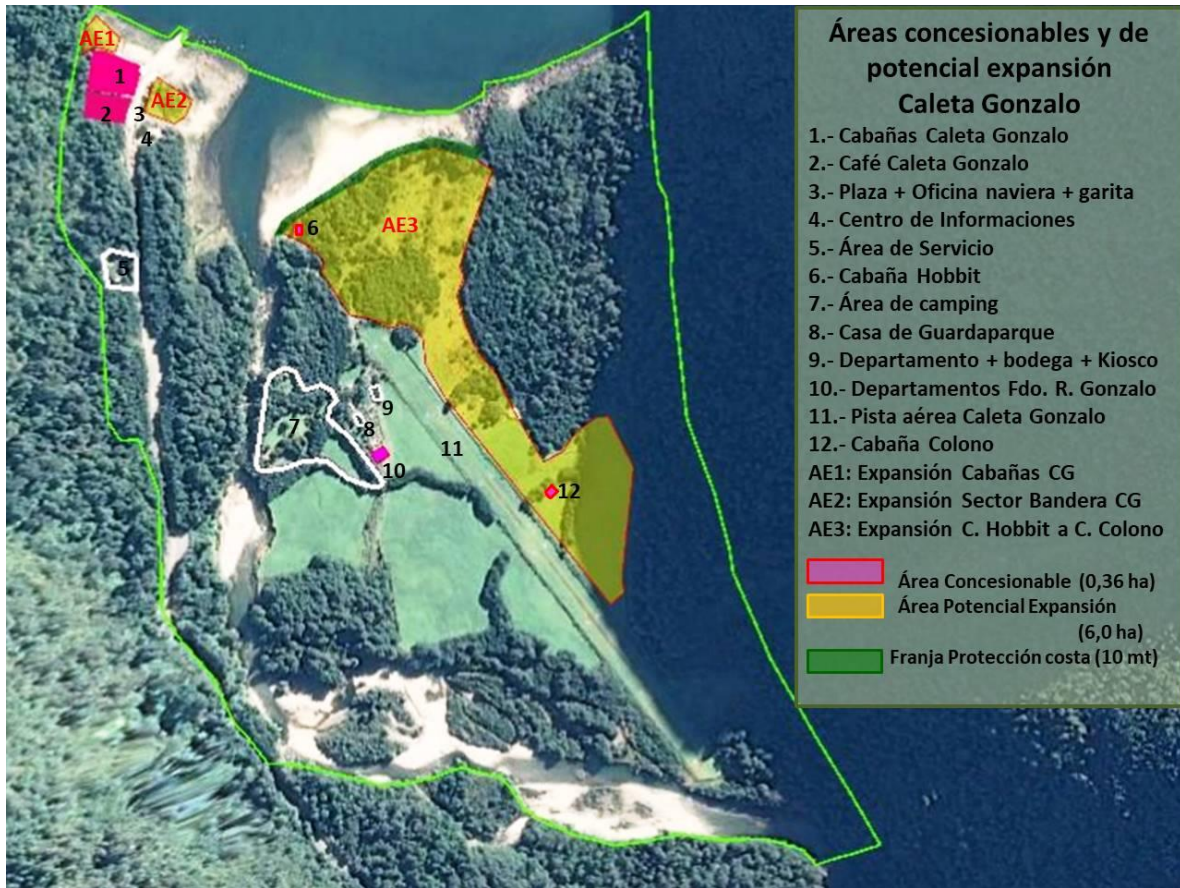 Áreas concesionables y de
potencial expansión
Caleta Gonzalo
1.- Cabañas Caleta Gonzalo
2.- Café Caleta Gonzalo
3.- Plaza + Oficina naviera + garita
4.- Centro de Informaciones
5.- Área de Servicio
6.- Cabaña Hobbit
7.- Área de camping
8.- Casa de Guardaparque
9.- Departamento + bodega + Kiosco
10.- Departamentos Fdo. R. Gonzalo
11.- Pista aérea Caleta Gonzalo
12.- Cabaña Colono
AE1: Expansión Cabañas CG
AE2: Expansión Sector Bandera CG
AE3: Expansión C. Hobbit a C. Colono
Área Concesionable (0,36 ha)
Área Potencial Expansión
(6,0 ha)
Franja Protección costa (10 mt)
AE1
1
AE2
2
3
4
AE3
6
5
9
7
8
11
10
12